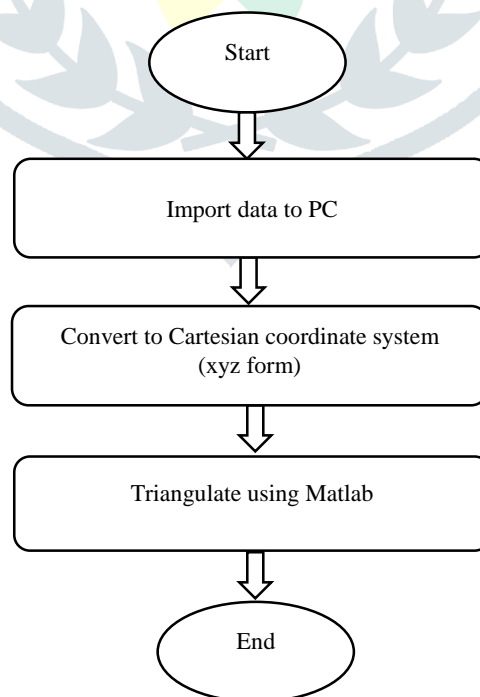 Start
Import data to PC
Convert to Cartesian coordinate system
(xyz form)
Triangulate using Matlab
End